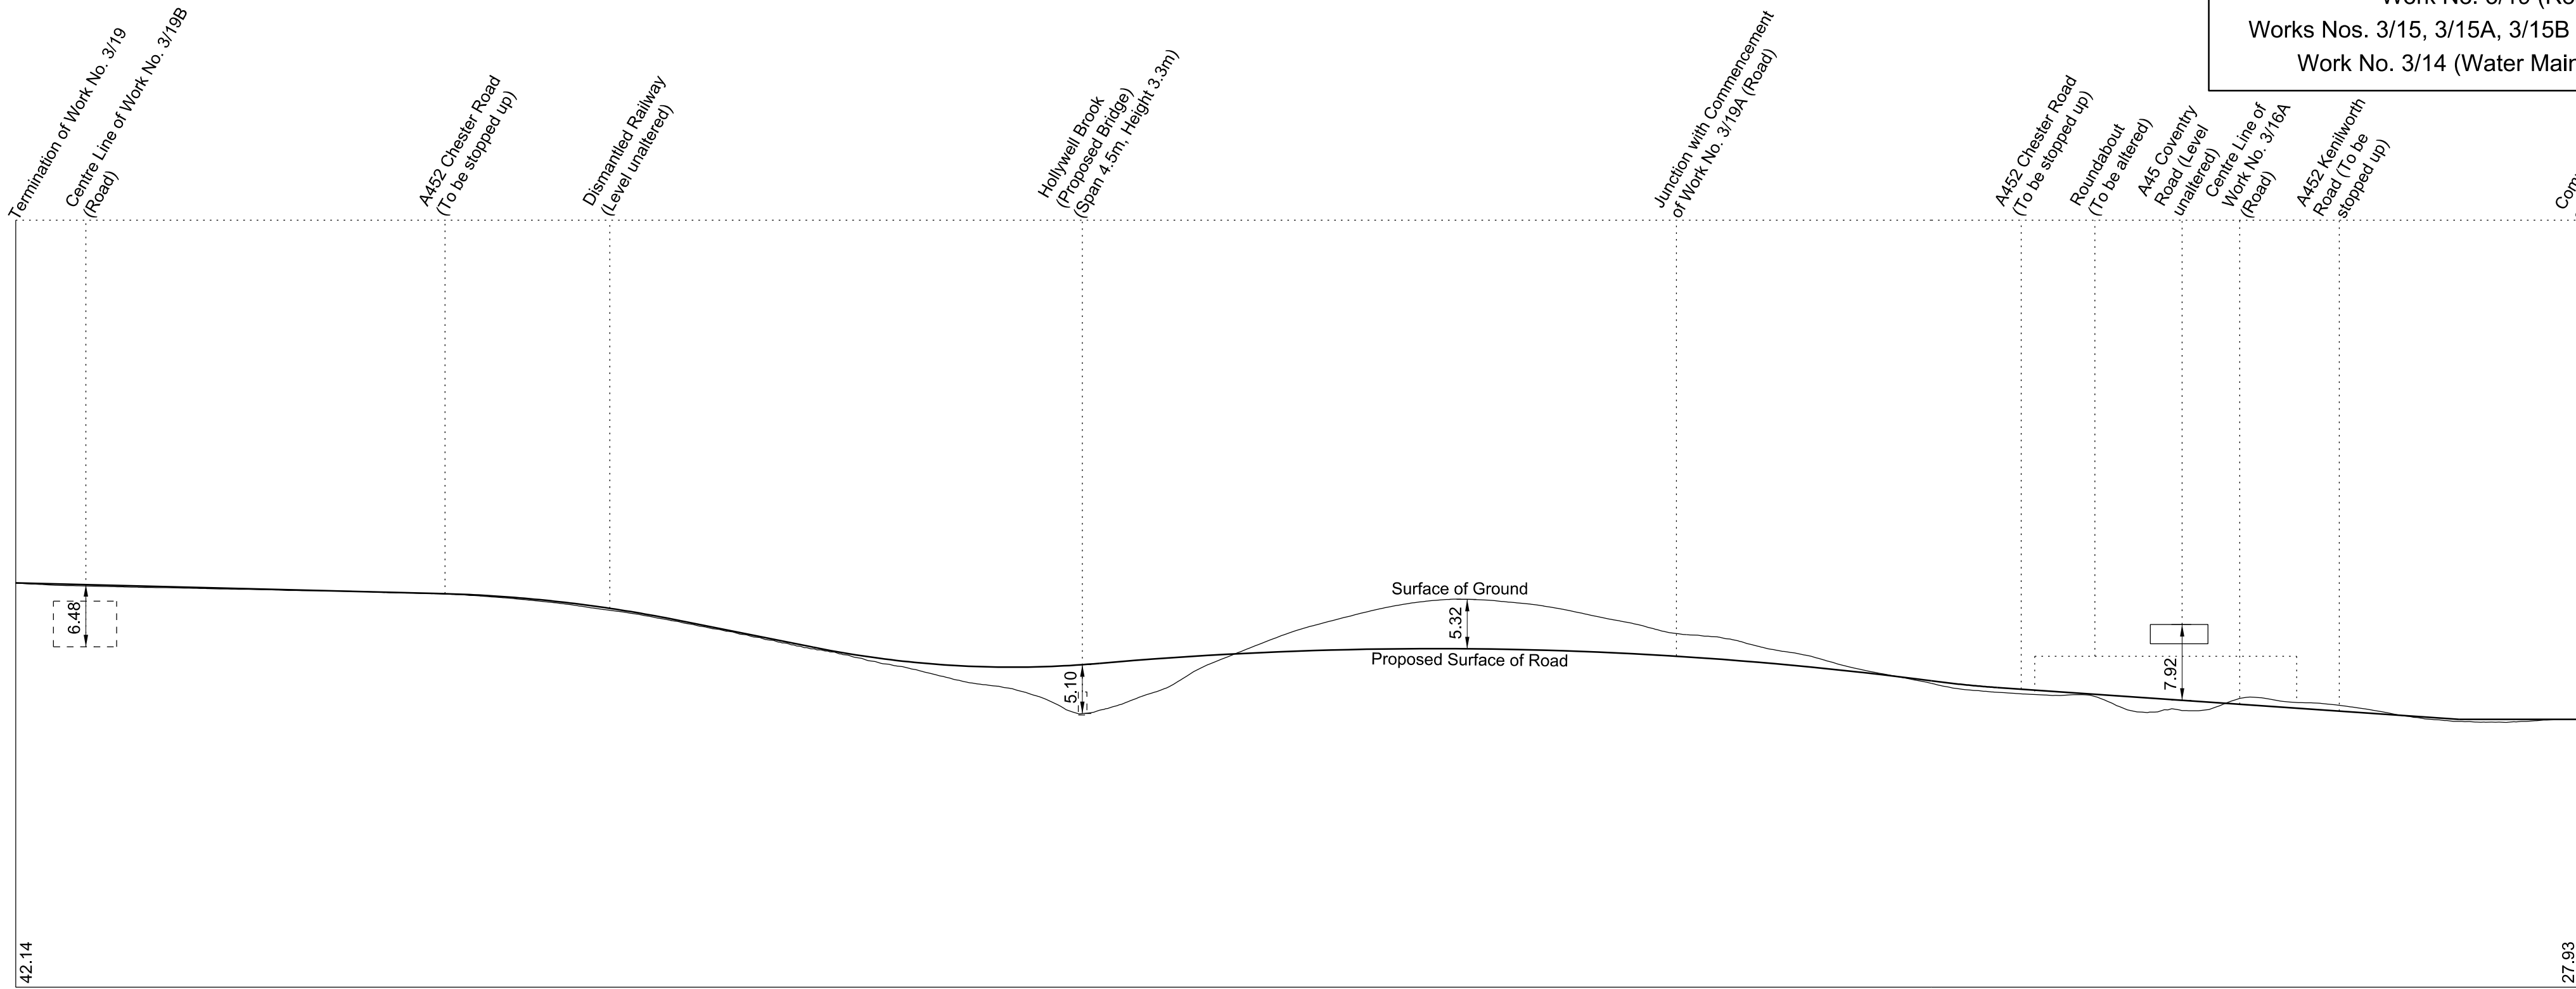 Works Nos. 3/15, 3/15A, 3/15B
Work No. 3/14 (Water Main
Termination of Work No. 3/19
Centre Line of Work No. 3/19B
(Road)
A452 Chester Road
(To be stopped up)
Dismantled Railway
(Level unaltered)
Hollywell Brook
(Proposed Bridge)
(Span 4.5m, Height 3.3m)
Junction with Commencement
of Work No. 3/19A (Road)
A452 Chester Road
(To be stopped up)
Roundabout
(To be altered)
A45 Coventry
Road (Level
unaltered)
Centre Line of
Work No. 3/16A
(Road)
A452 Kenilworth
Road (To be
stopped up)
Surface of Ground
Proposed Surface of Road
6.48
5.10
5.32
7.92
42.14
27.93